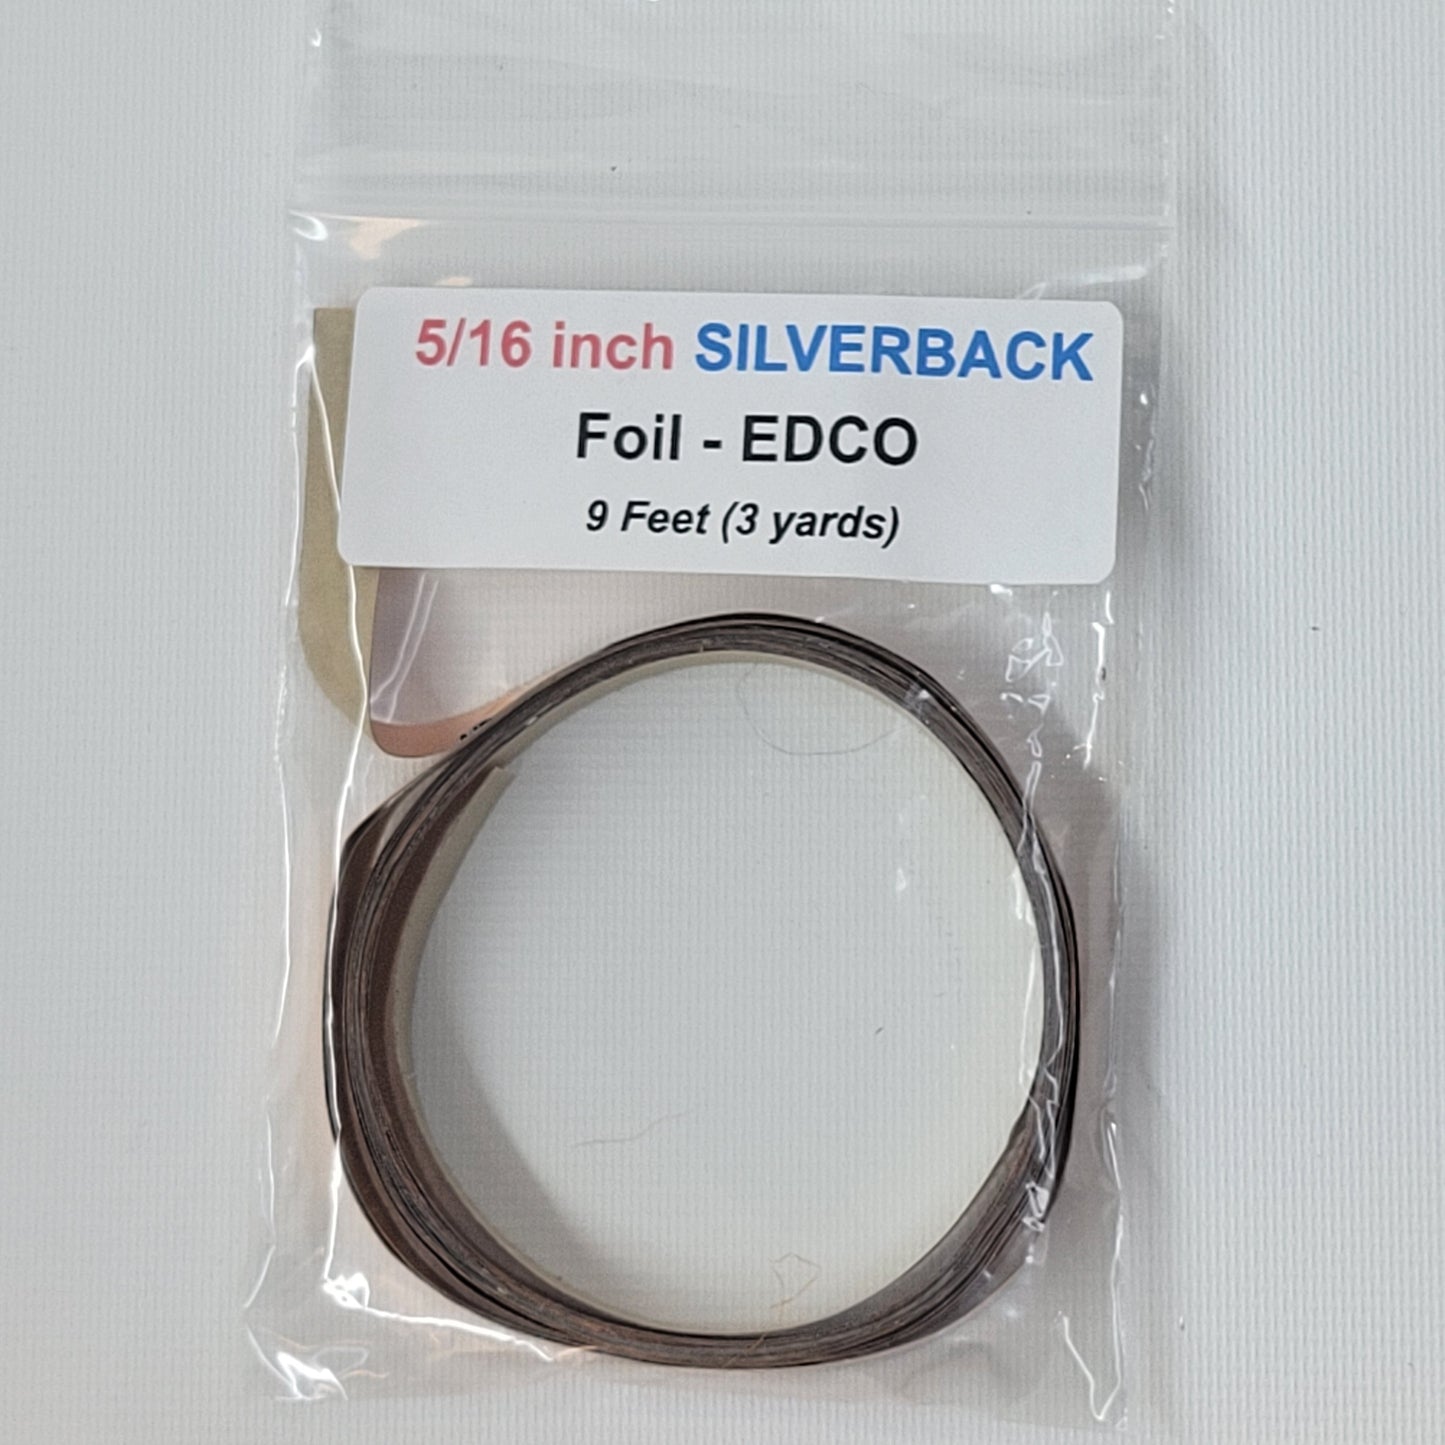 5/16 inch SILVERBACK
Foil - EDCO
9 Feet (3 yards)